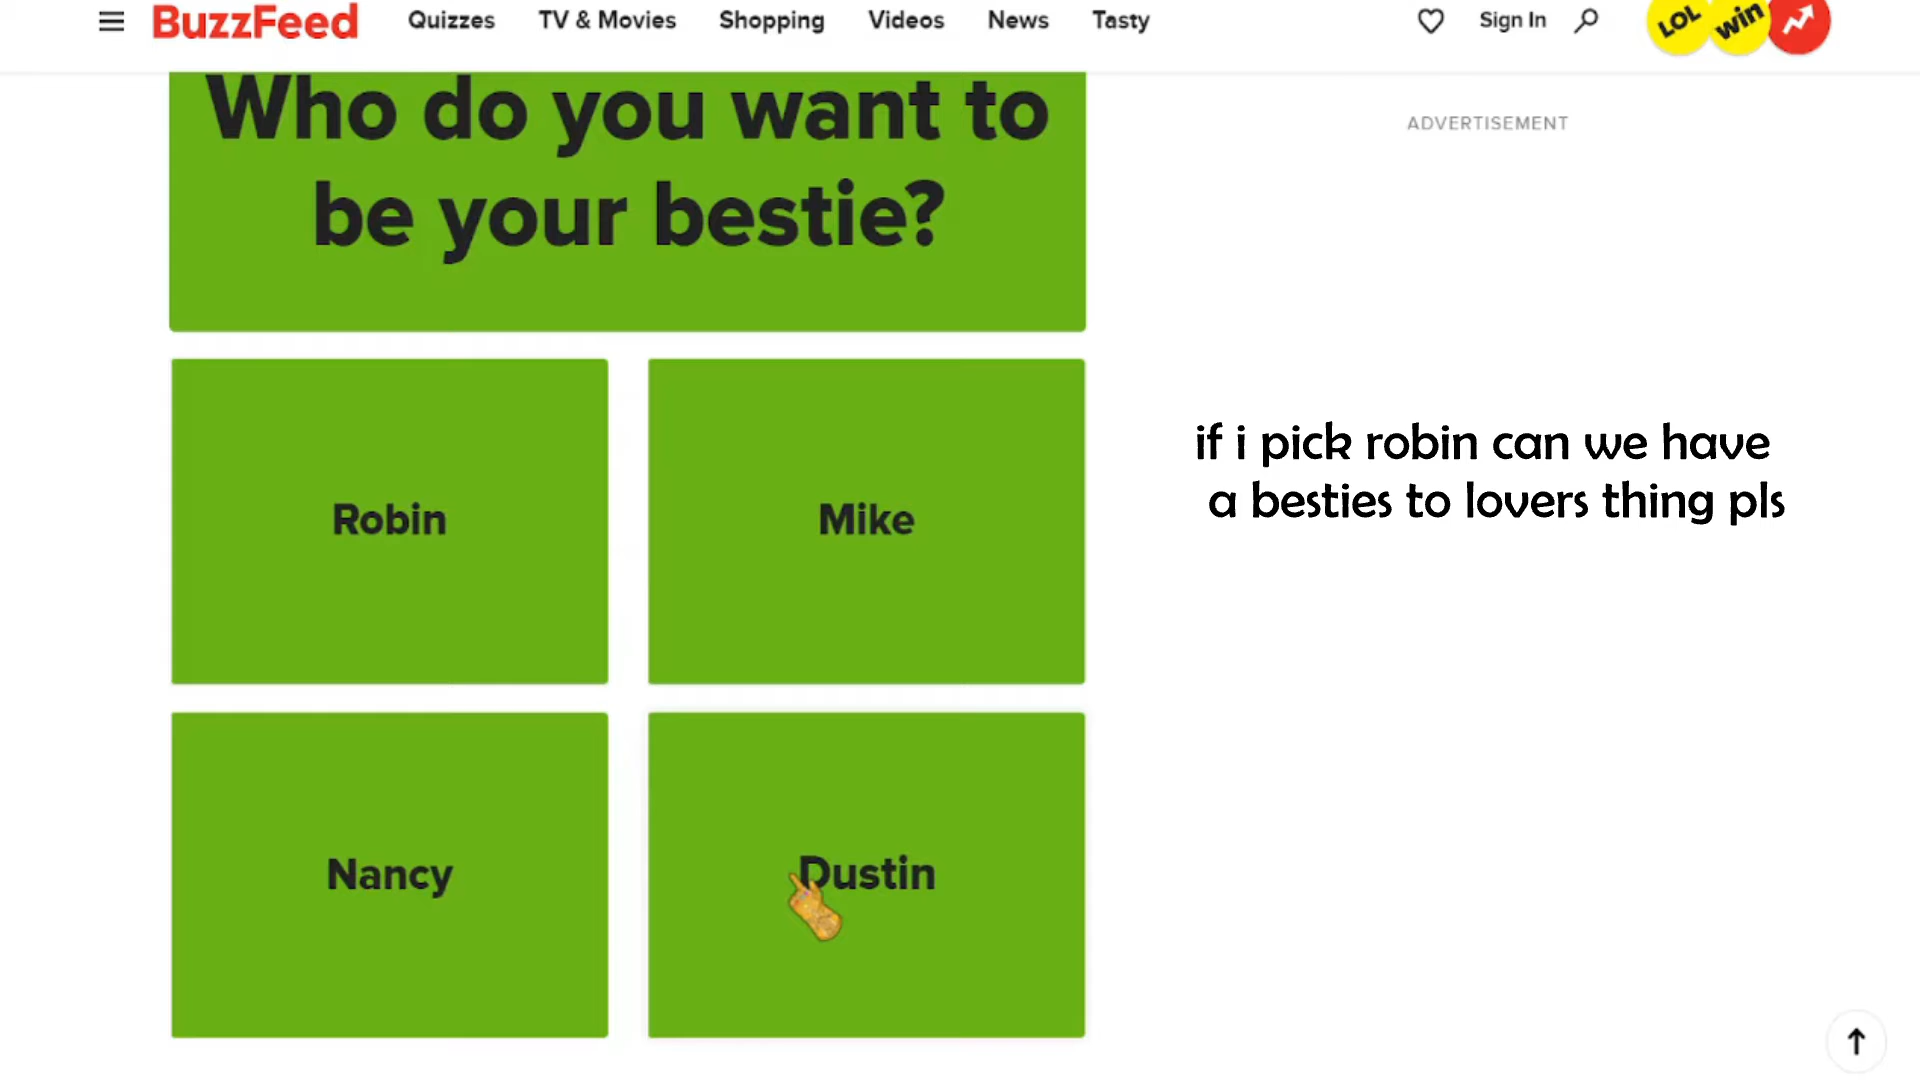 BuzzFeed Quizzes TV & Movies Shopping Videos News Tasty Sign In LOL win
Who do you want to
be your bestie?
ADVERTISEMENT
Robin
Mike
if i pick robin can we have
a besties to lovers thing pls
Nancy
Dustin